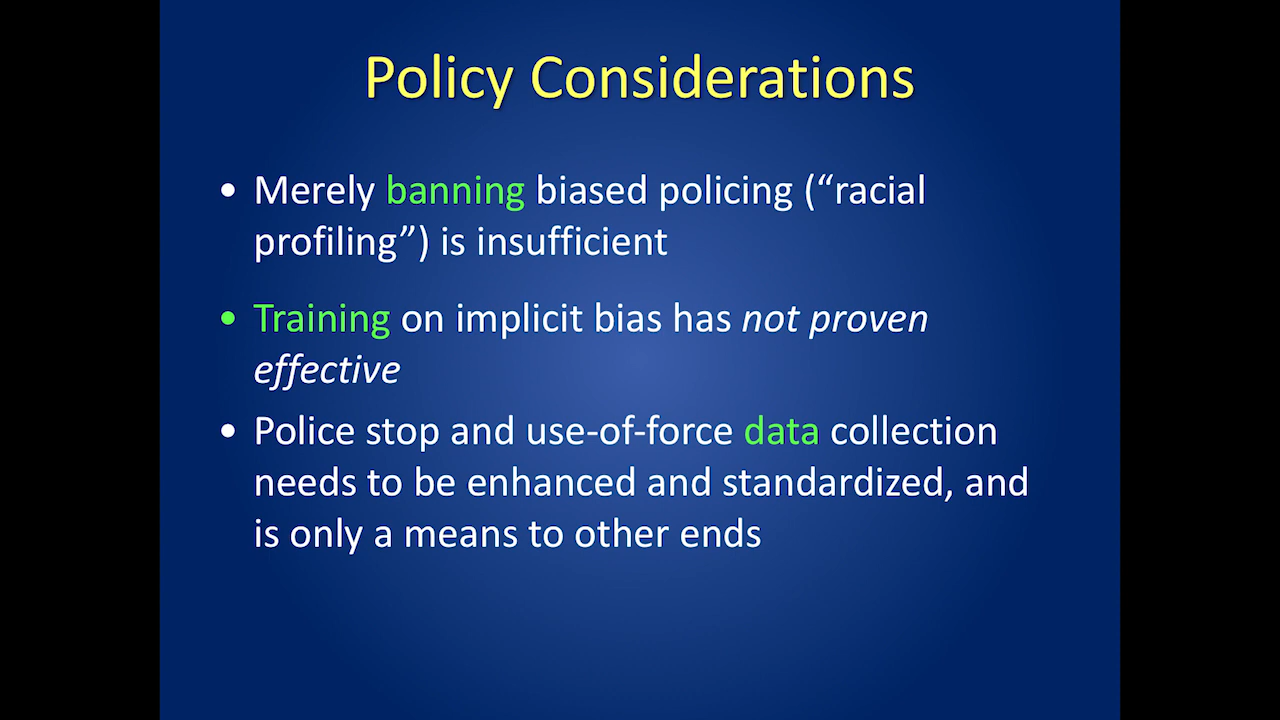 Policy Considerations
• Merely banning biased policing (“racial
profiling”) is insufficient
• Training on implicit bias has not proven
effective
• Police stop and use-of-force data collection
needs to be enhanced and standardized, and
is only a means to other ends